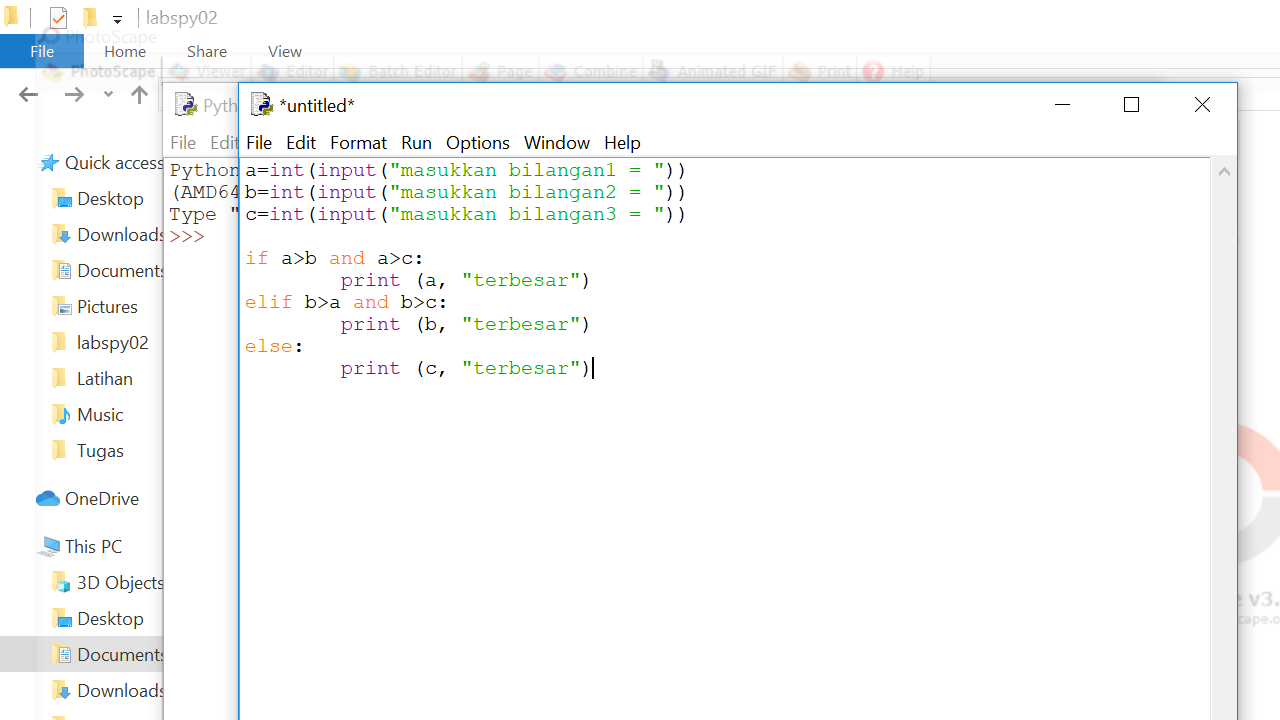 labspy02
PhotoScape
File Home Share View
PhotoScape Viewer Editor Batch Editor Page Combine Animated GIF Print Help
Quick access
Desktop
Downloads
Documents
Pictures
labspy02
Latihan
Music
Tugas
OneDrive
This PC
3D Objects
Desktop
Documents
Downloads
Pyth
File Edit
Python
(AMD64
Type "
>>>
*untitled*
File Edit Format Run Options Window Help
a=int(input("masukkan bilangan1 = "))
b=int(input("masukkan bilangan2 = "))
c=int(input("masukkan bilangan3 = "))
if a>b and a>c:
print (a, "terbesar")
elif b>a and b>c:
print (b, "terbesar")
else:
print (c, "terbesar")
e v3.
cape.o